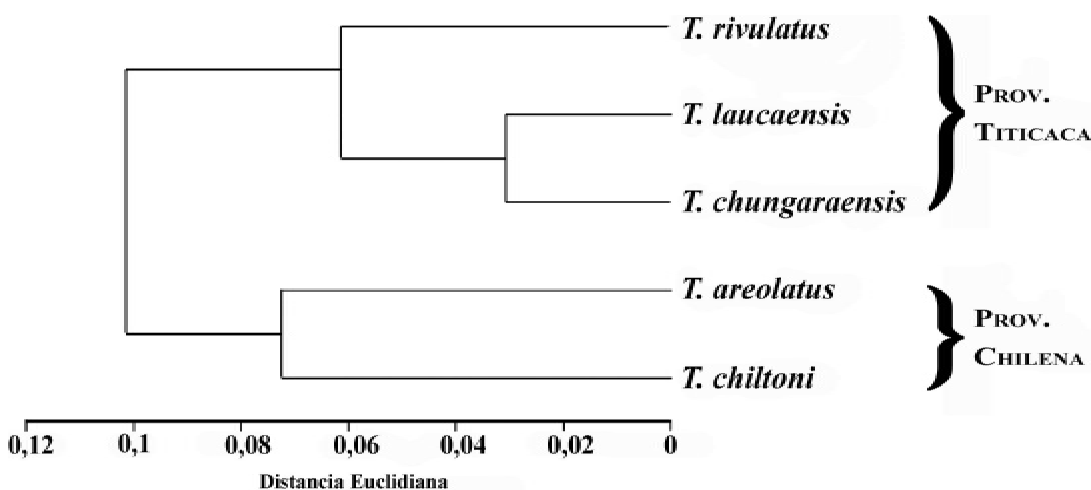 T. rivulatus
T. laucaensis
T. chungaraensis
PROV.
TITICACA
T. areolatus
T. chiltoni
PROV.
CHILENA
0,12 0,1 0,08 0,06 0,04 0,02 0
Distancia Euclidiana